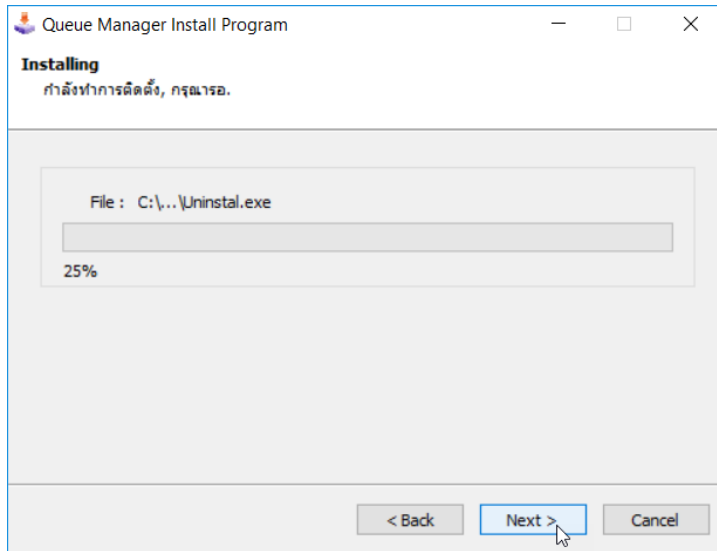 Queue Manager Install Program
Installing
กำลังทำการติดตั้ง, กรุณารอ.
File : C:\...\Uninstal.exe
25%
< Back
Next >
Cancel